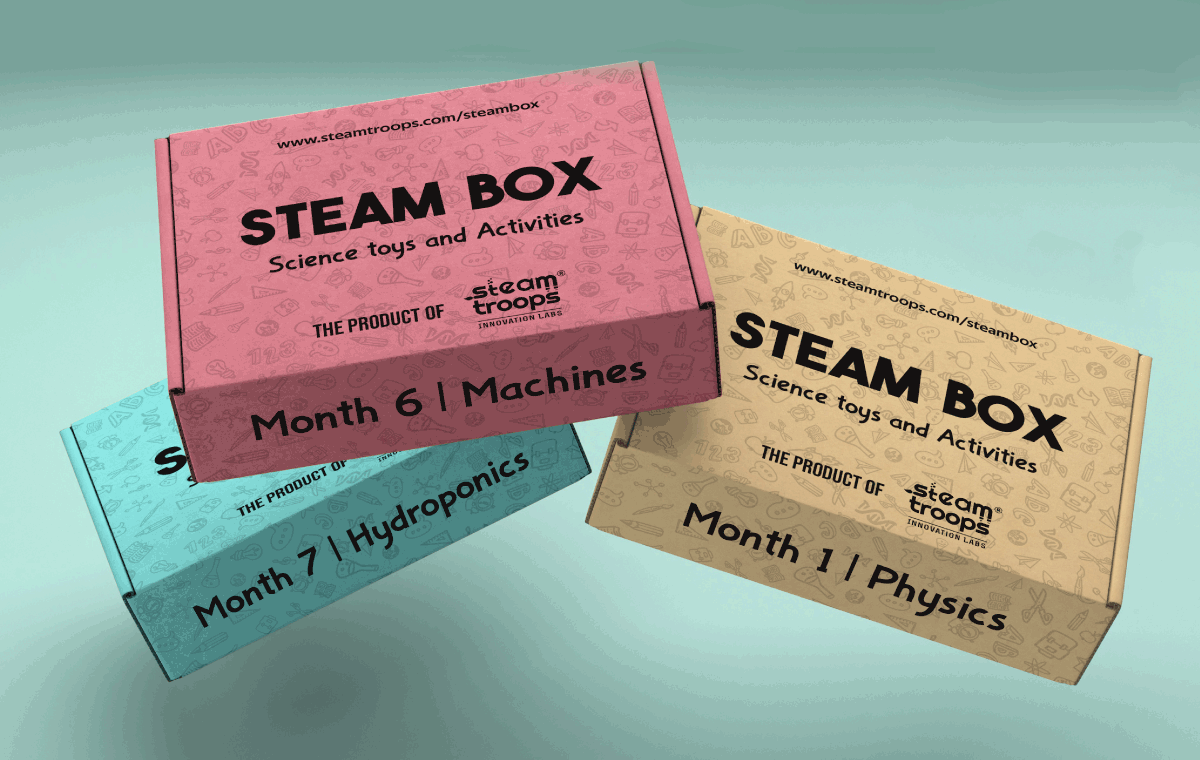 www.steamtroops.com/steambox
STEAM BOX
Science toys and Activities
THE PRODUCT OF
steam®
troops
INNOVATION LABS
Month 6 | Machines
www.steamtroops.com/steambox
STEAM BOX
Science toys and Activities
THE PRODUCT OF
steam®
troops
INNOVATION LABS
Month 1 | Physics
S
THE PRODUCT OF
Month 7 | Hydroponics